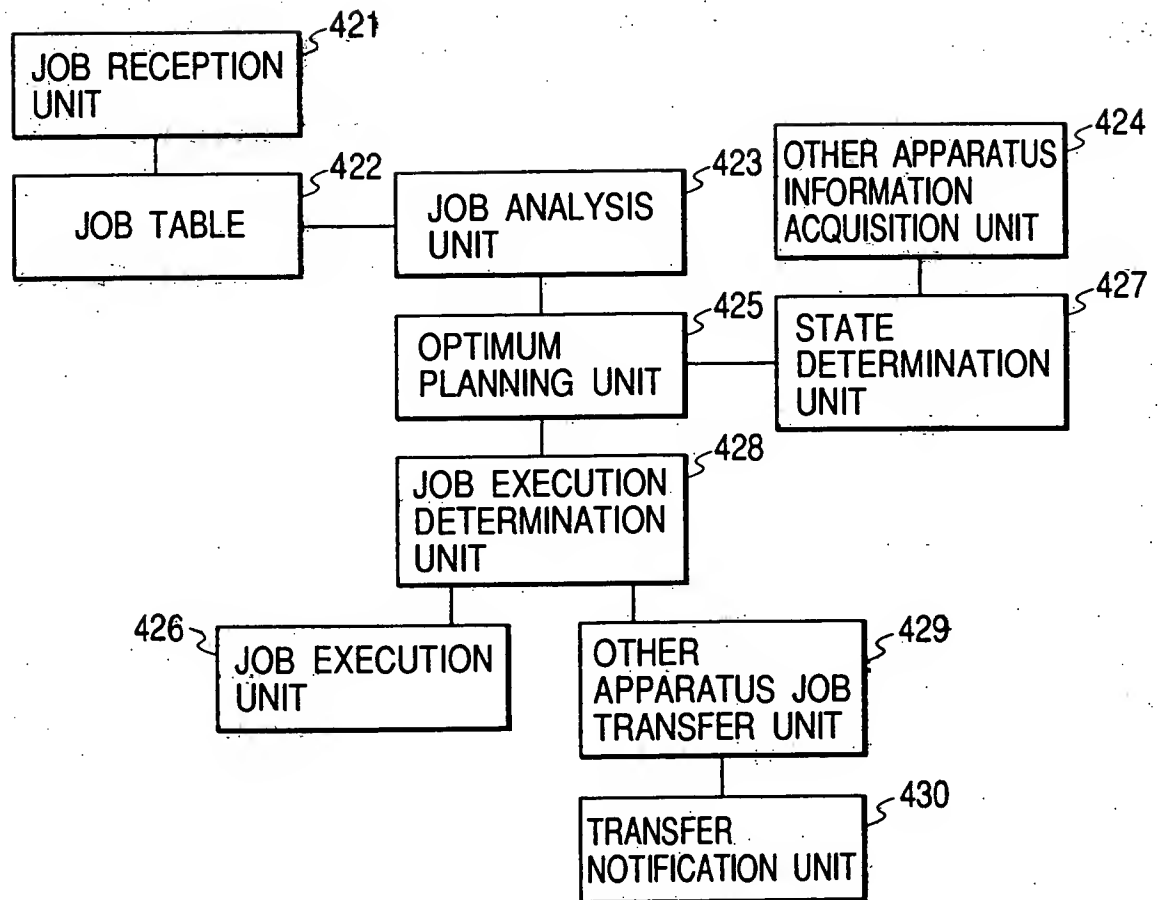 421
JOB RECEPTION
UNIT
422
JOB TABLE
423
JOB ANALYSIS
UNIT
424
OTHER APPARATUS
INFORMATION
ACQUISITION UNIT
425
OPTIMUM
PLANNING UNIT
427
STATE
DETERMINATION
UNIT
428
JOB EXECUTION
DETERMINATION
UNIT
426
JOB EXECUTION
UNIT
429
OTHER
APPARATUS JOB
TRANSFER UNIT
430
TRANSFER
NOTIFICATION UNIT